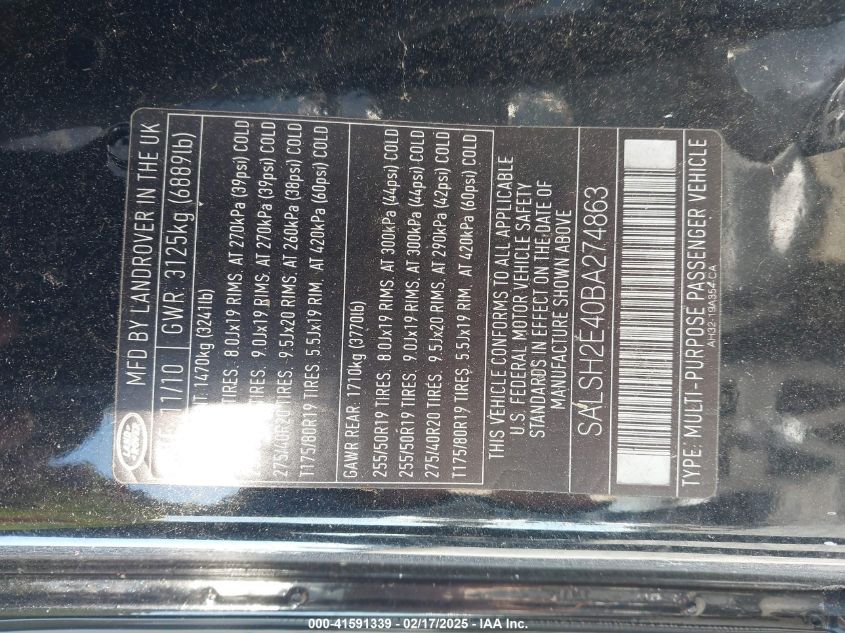 LAND ROVER
MFD BY LANDROVER IN THE UK
11/10 GWR: 3125kg (6889lb)
1470kg (3241lb)
TIRES. 8.0Jx19 RIMS. AT 270kPa (39psi) COLD
TIRES. 9.0Jx19 RIMS. AT 270kPa (39psi) COLD
275/40R20 TIRES. 9.5Jx20 RIMS. AT 260kPa (38psi) COLD
T175/80R19 TIRES. 5.5Jx19 RIM. AT 420kPa (60psi) COLD
GAWR REAR: 1710kg (3770lb)
255/50R19 TIRES. 8.0Jx19 RIMS. AT 300kPa (44psi) COLD
255/50R19 TIRES. 9.0Jx19 RIMS. AT 300kPa (44psi) COLD
275/40R20 TIRES. 9.5Jx20 RIMS. AT 290kPa (42psi) COLD
T175/80R19 TIRES. 5.5Jx19 RIM. AT 420kPa (60psi) COLD
THIS VEHICLE CONFORMS TO ALL APPLICABLE
U.S. FEDERAL MOTOR VEHICLE SAFETY
STANDARDS IN EFFECT ON THE DATE OF
MANUFACTURE SHOWN ABOVE
SALSH2E40BA274863
TYPE: MULTI-PURPOSE PASSENGER VEHICLE
AH32-19A354-CA
000-41591339 - 02/17/2025 - IAA Inc.